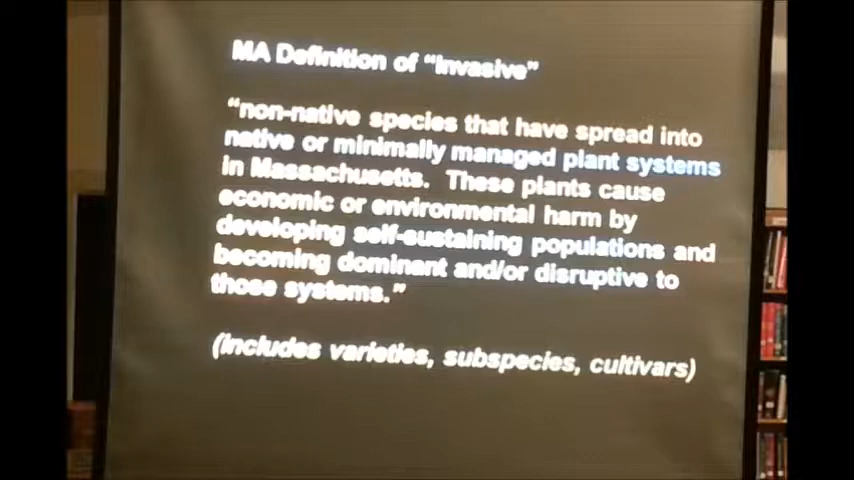 MA Definition of “Invasive”
“non-native species that have spread into
native or minimally managed plant systems
in Massachusetts.  These plants cause
economic or environmental harm by
developing self-sustaining populations and
becoming dominant and/or disruptive to
those systems.”
(includes varieties, subspecies, cultivars)